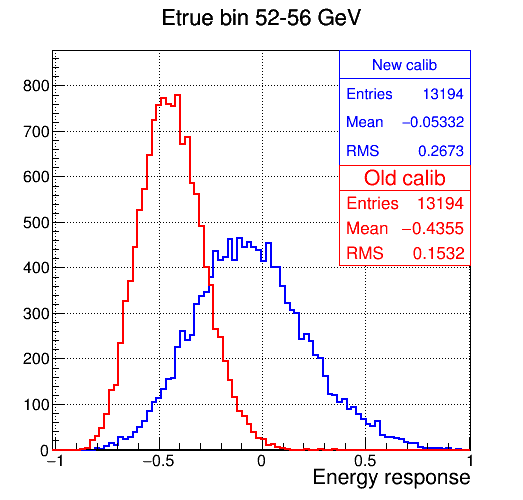 Etrue bin 52-56 GeV
New calib
Entries 13194
Mean −0.05332
RMS 0.2673
Old calib
Entries 13194
Mean −0.4355
RMS 0.1532
800
700
600
500
400
300
200
100
0
−1 −0.5 0 0.5 1
Energy response